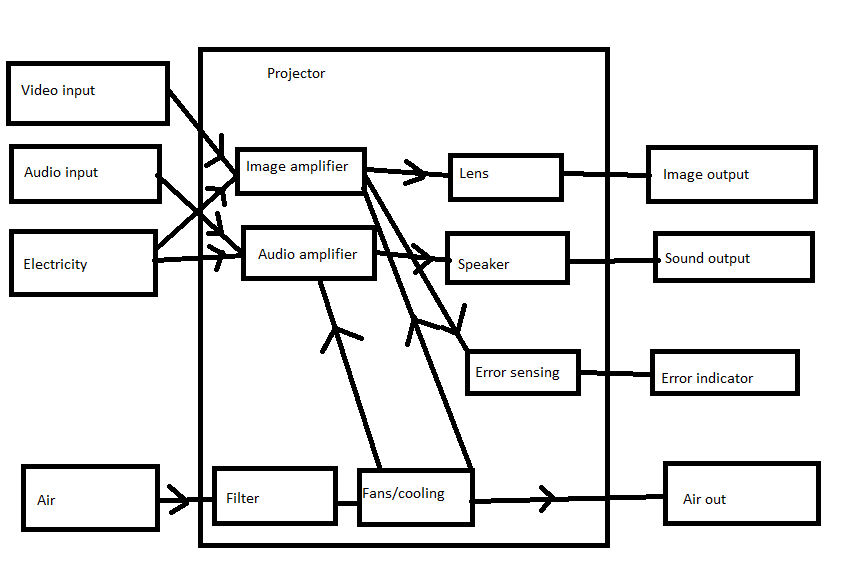 Projector
Video input
Image amplifier
Audio input
Lens
Image output
Electricity
Audio amplifier
Speaker
Sound output
Error sensing
Error indicator
Air
Filter
Fans/cooling
Air out